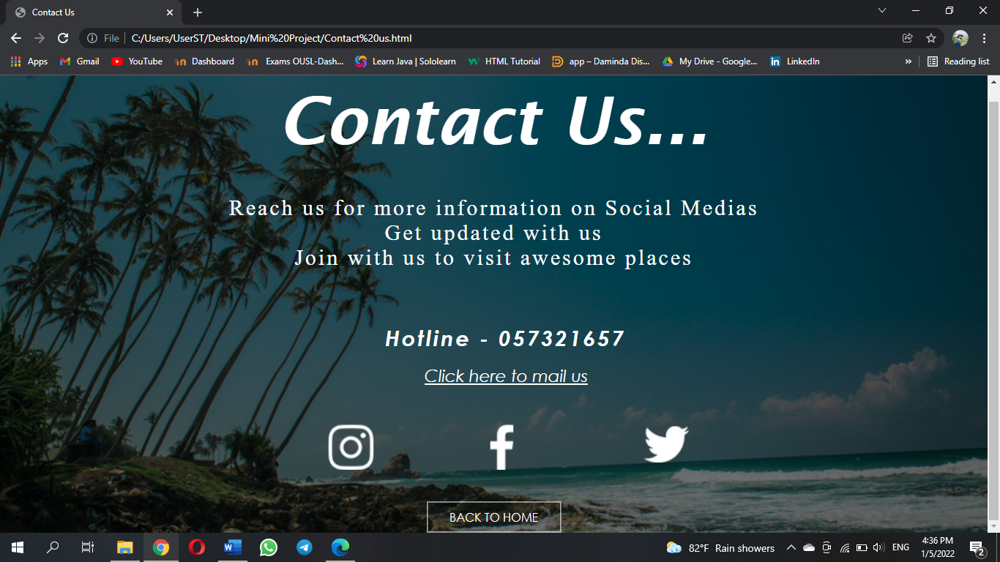 Contact Us
File
C:/Users/UserST/Desktop/Mini%20Project/Contact%20us.html
Apps
Gmail
YouTube
Dashboard
Exams OUSL-Dash...
Learn Java | Sololearn
HTML Tutorial
app – Daminda Dis...
My Drive - Google...
LinkedIn
»
Reading list
Contact Us...
Reach us for more information on Social Medias
Get updated with us
Join with us to visit awesome places
Hotline - 057321657
Click here to mail us
BACK TO HOME
82°F Rain showers
ENG
4:36 PM
1/5/2022
2